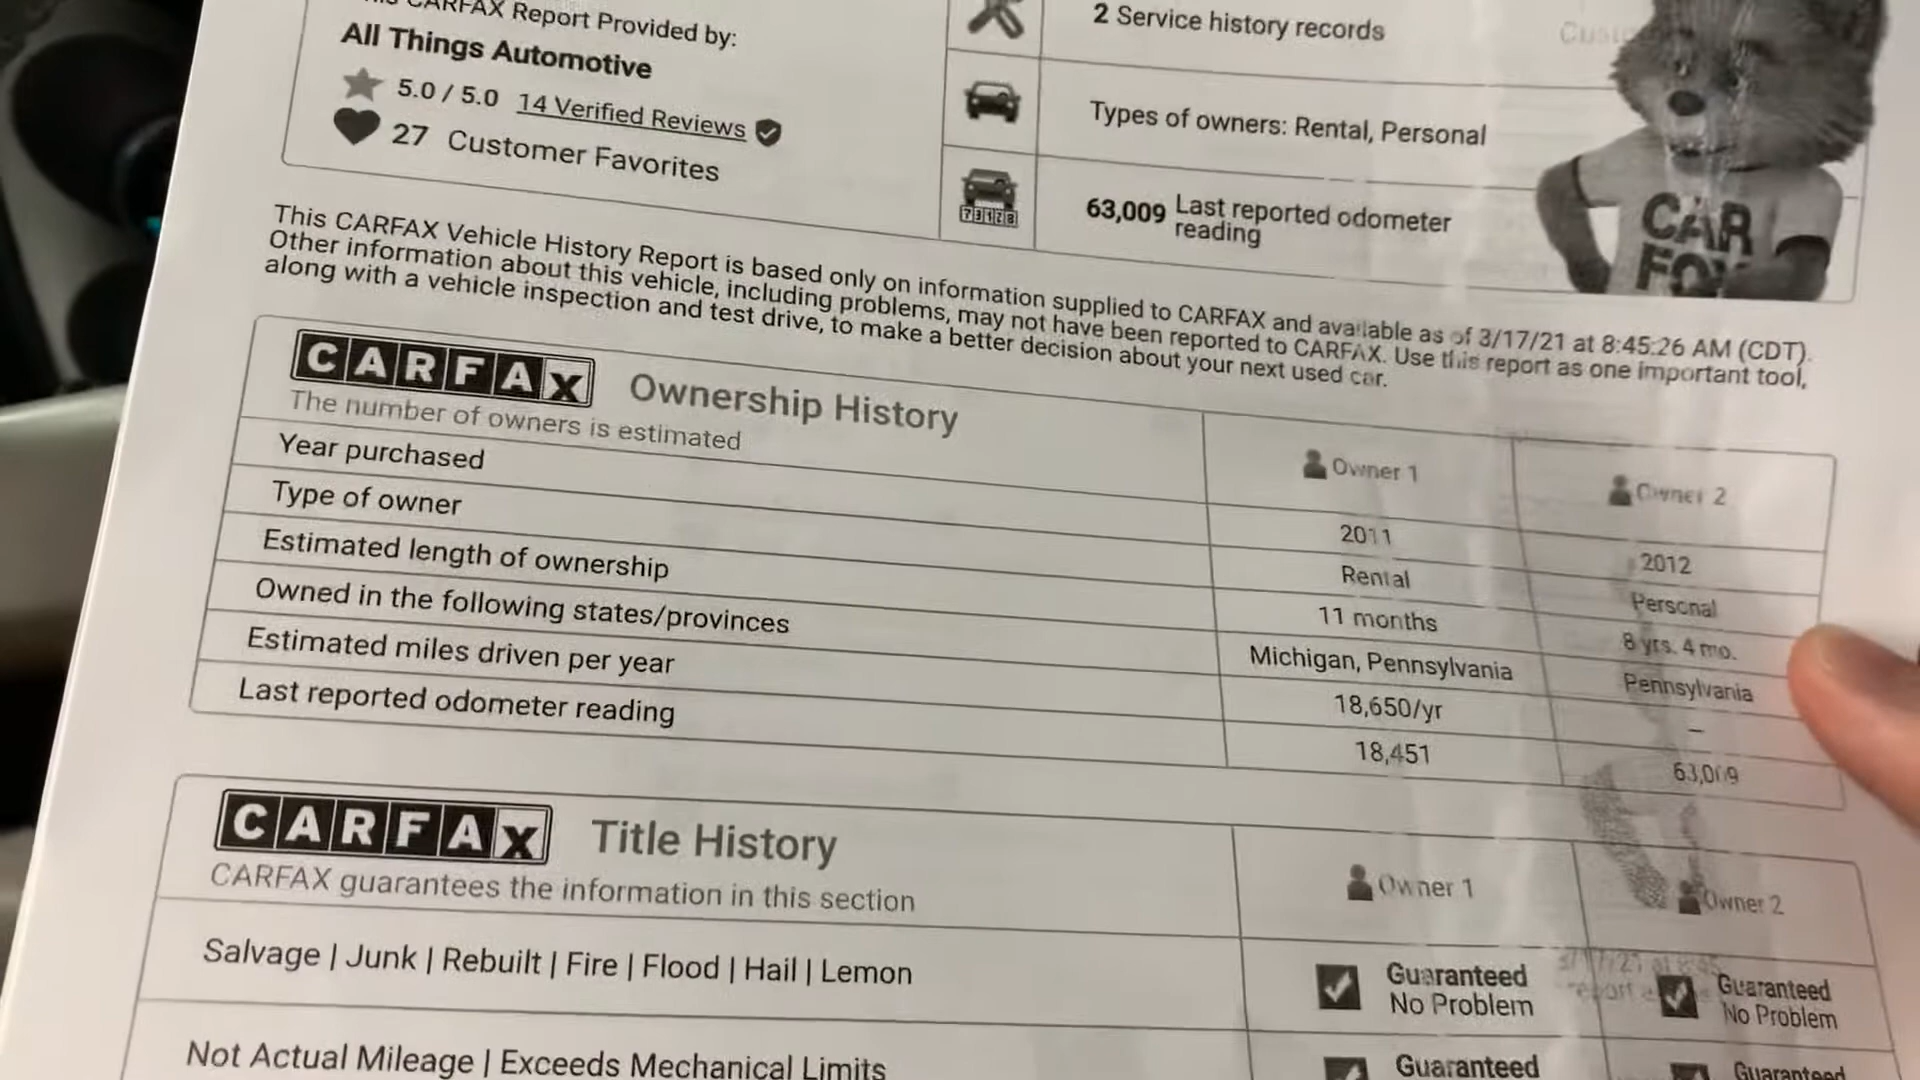 CARFAX Report Provided by:
All Things Automotive
5.0 / 5.0 14 Verified Reviews
27 Customer Favorites
2 Service history records
Types of owners: Rental, Personal
73128
63,009 Last reported odometer
reading
CAR
FOX
This CARFAX Vehicle History Report is based only on information supplied to CARFAX and available as of 3/17/21 at 8:45:26 AM (CDT).
Other information about this vehicle, including problems, may not have been reported to CARFAX. Use this report as one important tool,
along with a vehicle inspection and test drive, to make a better decision about your next used car.
CARFAX Ownership History
The number of owners is estimated
Owner 1 Owner 2
Year purchased 2011 2012
Type of owner Rental Personal
Estimated length of ownership 11 months 8 yrs. 4 mo.
Owned in the following states/provinces Michigan, Pennsylvania Pennsylvania
Estimated miles driven per year 18,650/yr –
Last reported odometer reading 18,451 63,009
CARFAX Title History
CARFAX guarantees the information in this section
Owner 1 Owner 2
Salvage | Junk | Rebuilt | Fire | Flood | Hail | Lemon
Guaranteed Guaranteed
No Problem No Problem
Not Actual Mileage | Exceeds Mechanical Limits
Guaranteed Guaranteed